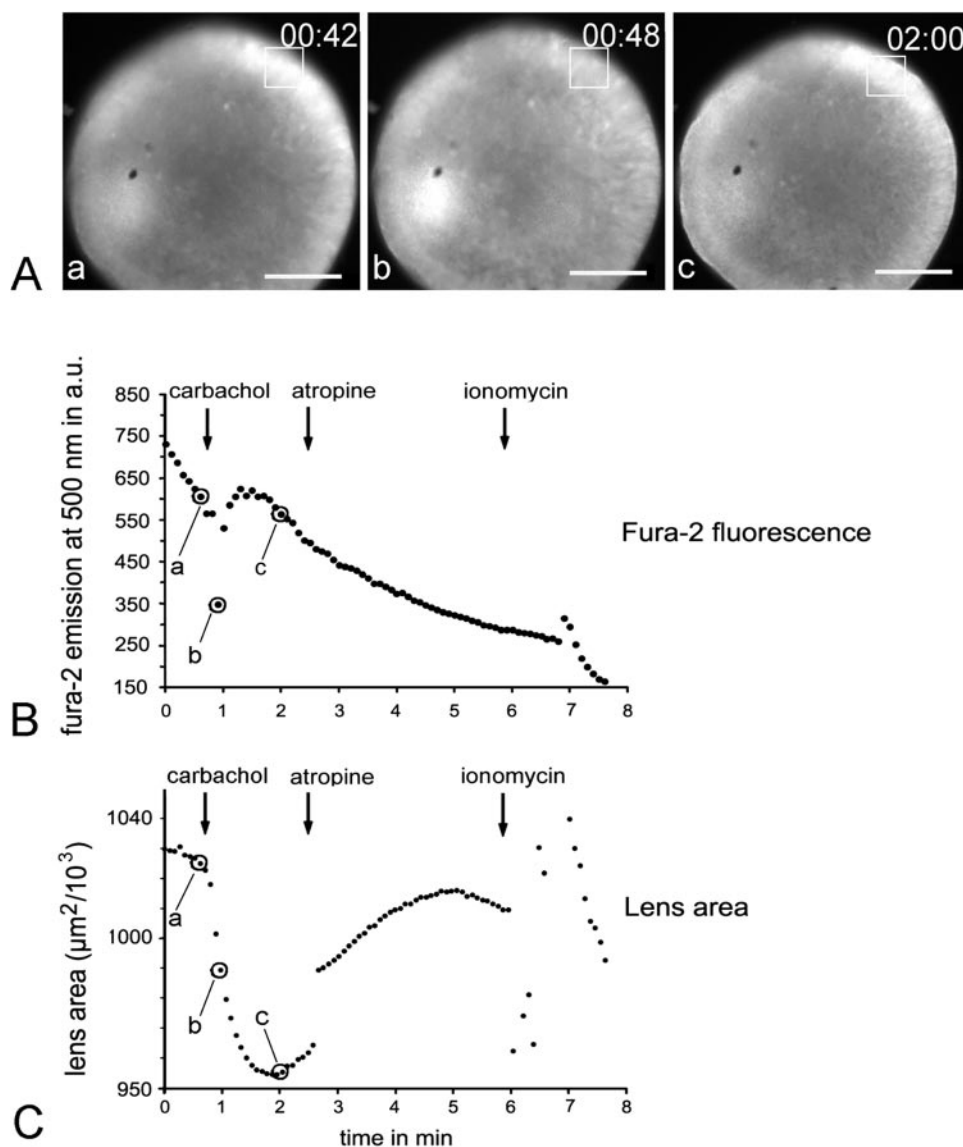 00:42
00:48
02:00
A
a
b
c
carbachol
atropine
ionomycin
fura-2 emission at 500 nm in a.u.
850
750
650
550
450
350
250
150
a
b
c
Fura-2 fluorescence
0 1 2 3 4 5 6 7 8
B
carbachol
atropine
ionomycin
lens area (µm²/10³)
1040
1000
950
a
b
c
Lens area
0 1 2 3 4 5 6 7 8
C
time in min